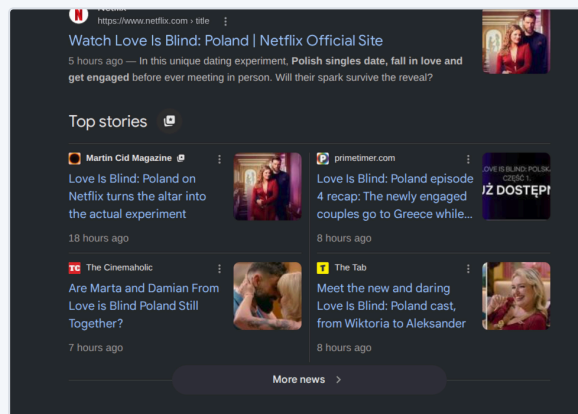 Netflix
https://www.netflix.com › title
Watch Love Is Blind: Poland | Netflix Official Site
5 hours ago — In this unique dating experiment, Polish singles date, fall in love and
get engaged before ever meeting in person. Will their spark survive the reveal?
Top stories
Martin Cid Magazine
Love Is Blind: Poland on
Netflix turns the altar into
the actual experiment
18 hours ago
primetimer.com
Love Is Blind: Poland episode
4 recap: The newly engaged
couples go to Greece while...
8 hours ago
LOVE IS BLIND: POLSKA
CZĘŚĆ 1.
JUŻ DOSTĘPN
TC The Cinemaholic
Are Marta and Damian From
Love is Blind Poland Still
Together?
7 hours ago
T The Tab
Meet the new and daring
Love Is Blind: Poland cast,
from Wiktoria to Aleksander
8 hours ago
More news